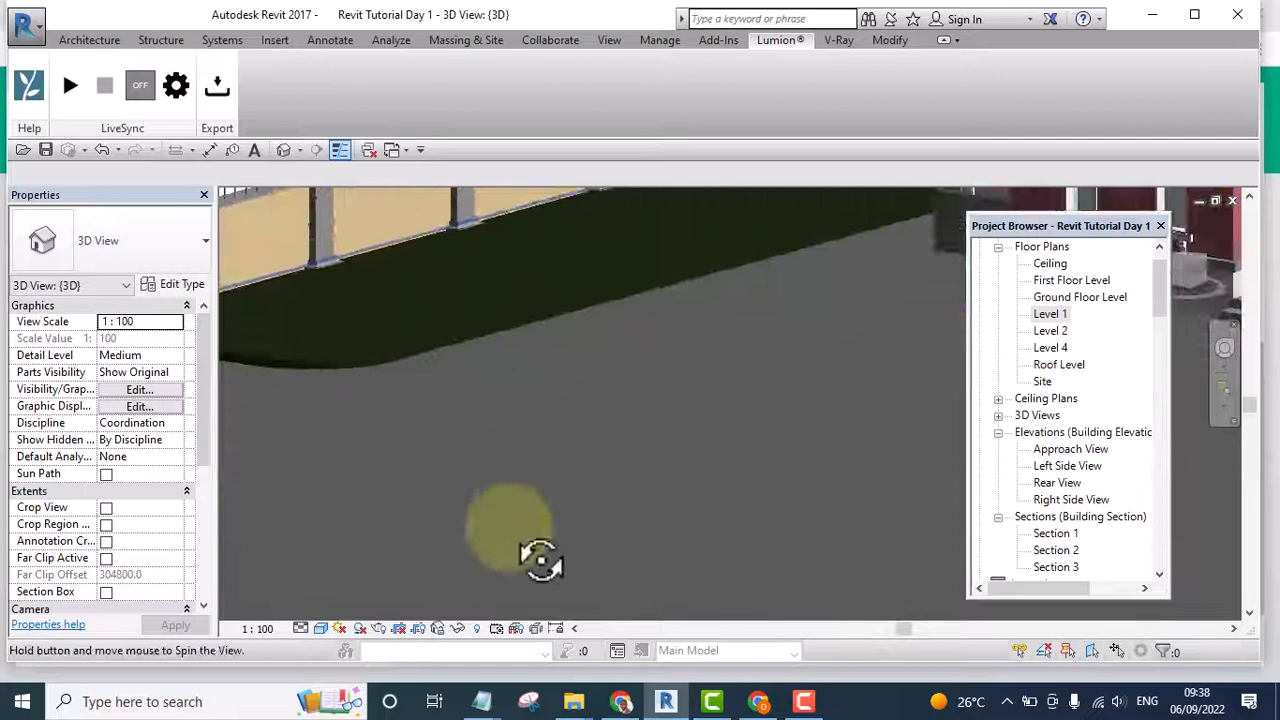 Autodesk Revit 2017 - Revit Tutorial Day 1 - 3D View: {3D}
Type a keyword or phrase
Sign In
Architecture Structure Systems Insert Annotate Analyze Massing & Site Collaborate View Manage Add-Ins Lumion® V-Ray Modify
OFF
Help LiveSync Export
Properties
3D View
3D View: {3D} Edit Type
Graphics
View Scale 1 : 100
Scale Value 1: 100
Detail Level Medium
Parts Visibility Show Original
Visibility/Grap... Edit...
Graphic Displ... Edit...
Discipline Coordination
Show Hidden ... By Discipline
Default Analy... None
Sun Path
Extents
Crop View
Crop Region ...
Annotation Cr...
Far Clip Active
Far Clip Offset 304800.0
Section Box
Camera
Properties help Apply
Project Browser - Revit Tutorial Day 1
Floor Plans
Ceiling
First Floor Level
Ground Floor Level
Level 1
Level 2
Level 4
Roof Level
Site
Ceiling Plans
3D Views
Elevations (Building Elevatic
Approach View
Left Side View
Rear View
Right Side View
Sections (Building Section)
Section 1
Section 2
Section 3
1 : 100
Hold button and move mouse to Spin the View.
:0 Main Model :0
Type here to search
26°C ENG 09:38 06/09/2022